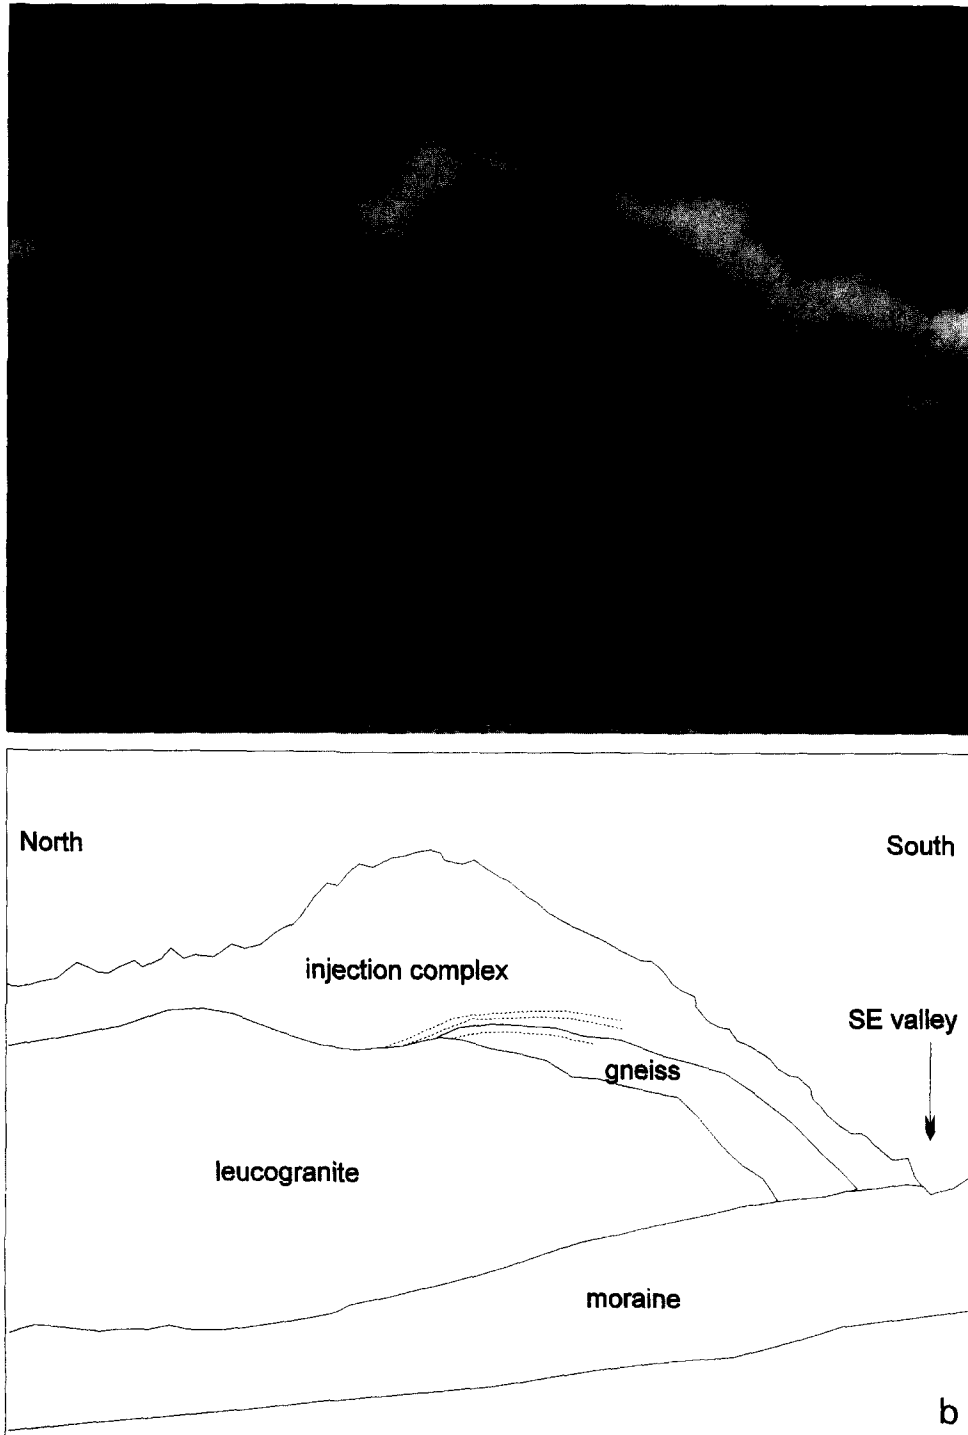 North
South
injection complex
SE valley
gneiss
leucogranite
moraine
b